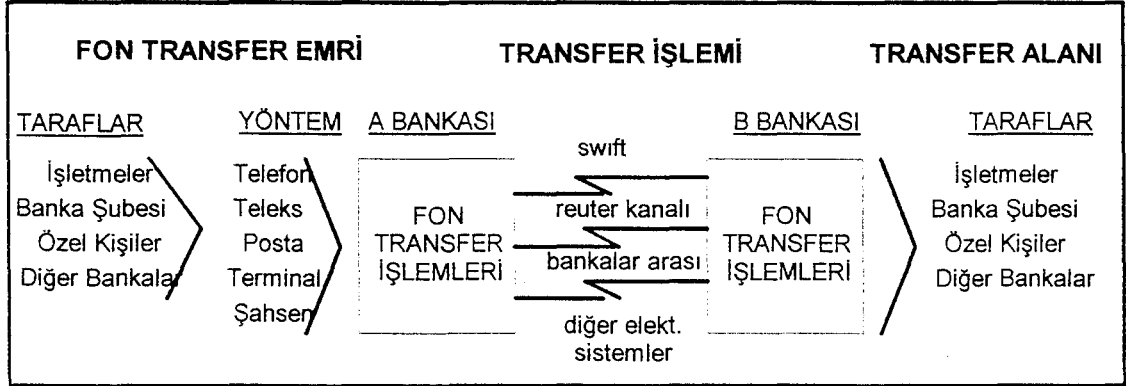 FON TRANSFER EMRİ
TRANSFER İŞLEMİ
TRANSFER ALANI
TARAFLAR
İşletmeler
Banka Şubesi
Özel Kişiler
Diğer Bankalar
YÖNTEM
Telefon
Teleks
Posta
Terminal
Şahsen
A BANKASI
FON
TRANSFER
İŞLEMLERİ
swıft
reuter kanalı
bankalar arası
diğer elekt.
sistemler
B BANKASI
FON
TRANSFER
İŞLEMLERİ
TARAFLAR
İşletmeler
Banka Şubesi
Özel Kişiler
Diğer Bankalar